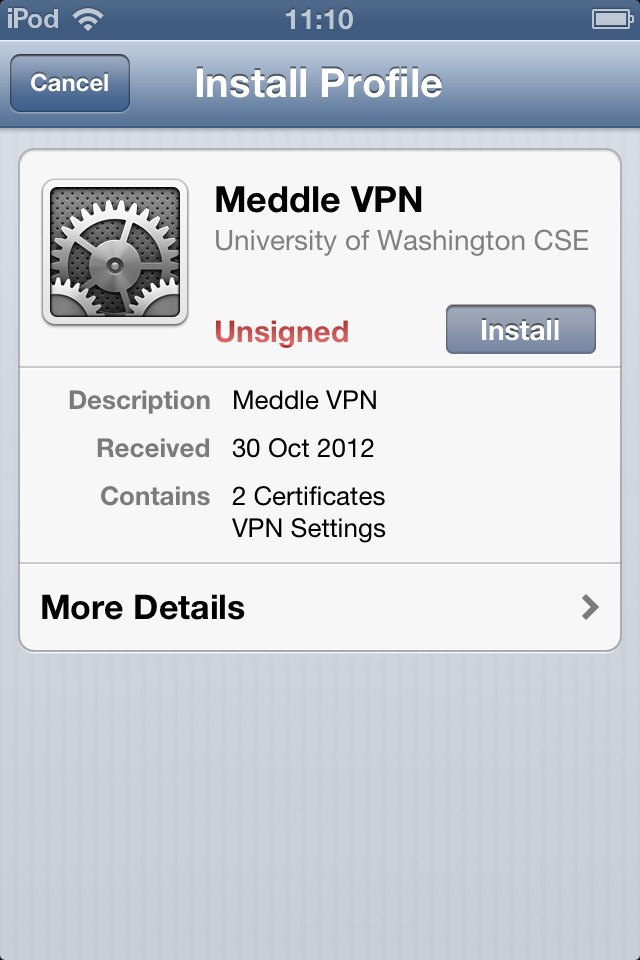 iPod 11:10
Cancel Install Profile
Meddle VPN
University of Washington CSE
Unsigned Install
Description Meddle VPN
Received 30 Oct 2012
Contains 2 Certificates
VPN Settings
More Details